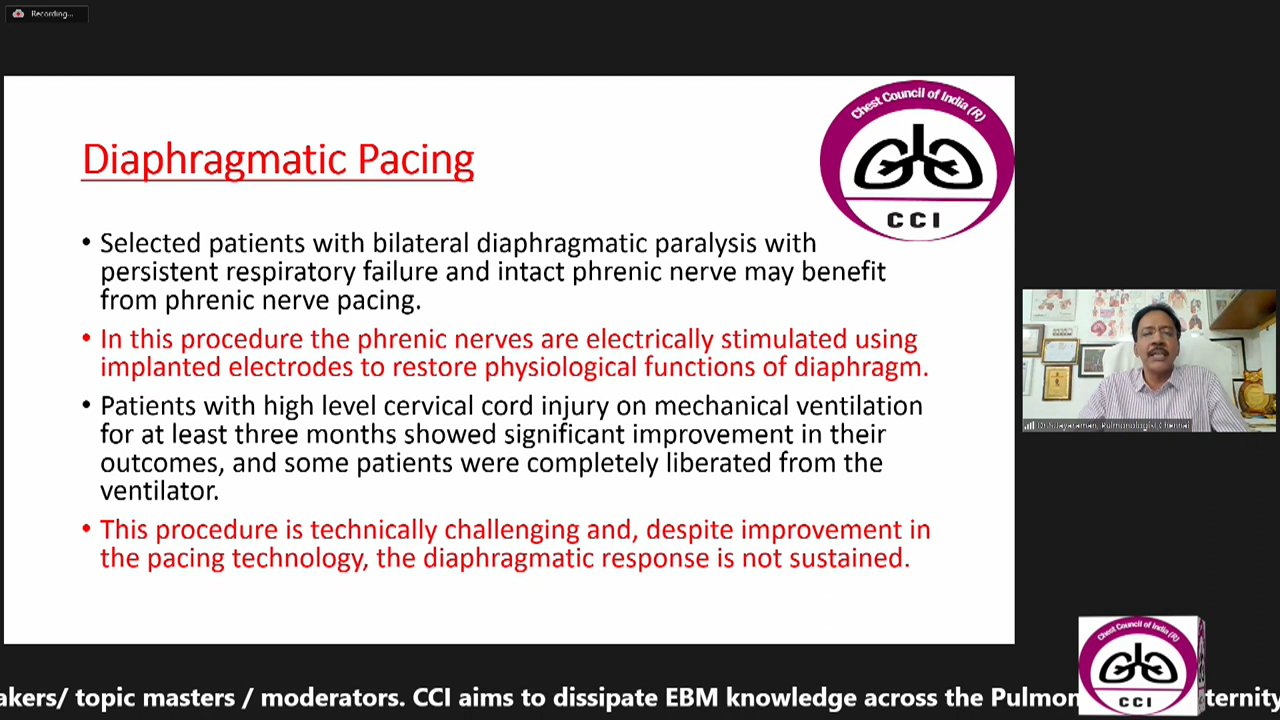 Recording...
Chest Council of India (R)
CCI
Diaphragmatic Pacing
• Selected patients with bilateral diaphragmatic paralysis with
persistent respiratory failure and intact phrenic nerve may benefit
from phrenic nerve pacing.
• In this procedure the phrenic nerves are electrically stimulated using
implanted electrodes to restore physiological functions of diaphragm.
• Patients with high level cervical cord injury on mechanical ventilation
for at least three months showed significant improvement in their
outcomes, and some patients were completely liberated from the
ventilator.
• This procedure is technically challenging and, despite improvement in
the pacing technology, the diaphragmatic response is not sustained.
Dr.S.Jayaraman, Pulmonologist Chennai
Chest Council of India (R)
CCI
akers/ topic masters / moderators. CCI aims to dissipate EBM knowledge across the Pulmon ternity